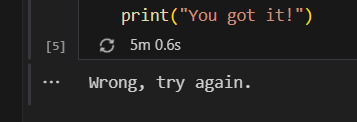 print("You got it!")
[5]
5m 0.6s
Wrong, try again.